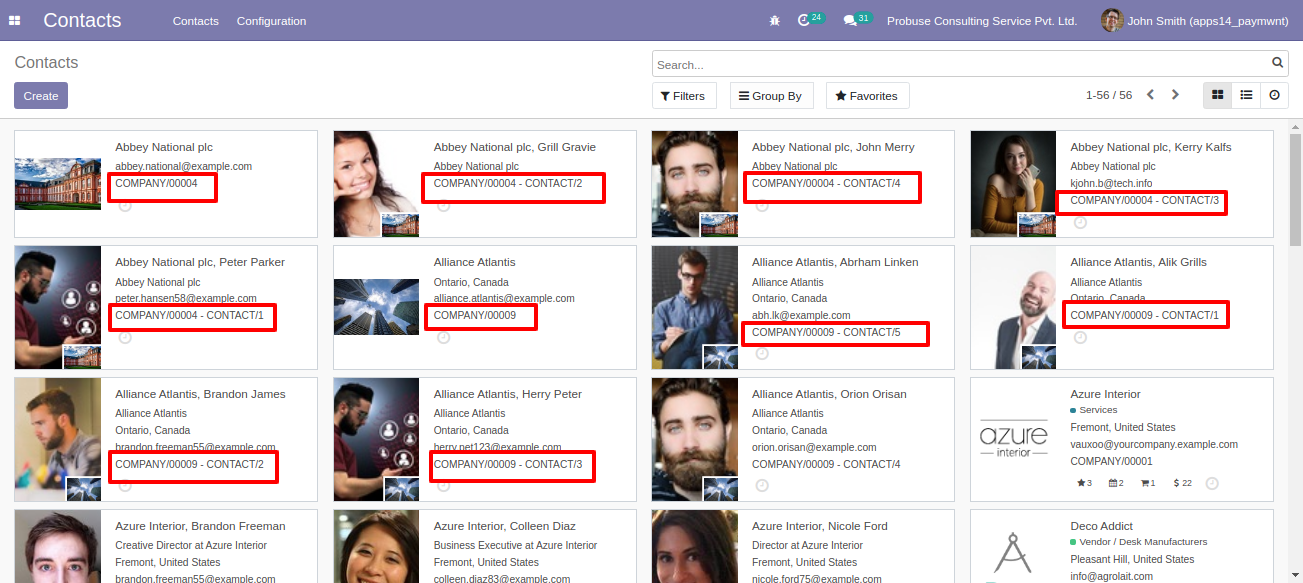 Contacts
Contacts
Configuration
24
31
Probuse Consulting Service Pvt. Ltd.
John Smith (apps14_paymwnt)
Contacts
Search...
Create
Filters
Group By
Favorites
1-56 / 56
Abbey National plc
abbey.national@example.com
COMPANY/00004
Abbey National plc, Grill Gravie
Abbey National plc
COMPANY/00004 - CONTACT/2
Abbey National plc, John Merry
Abbey National plc
COMPANY/00004 - CONTACT/4
Abbey National plc, Kerry Kalfs
Abbey National plc
kjohn.b@tech.info
COMPANY/00004 - CONTACT/3
Abbey National plc, Peter Parker
Abbey National plc
peter.hansen58@example.com
COMPANY/00004 - CONTACT/1
Alliance Atlantis
Ontario, Canada
alliance.atlantis@example.com
COMPANY/00009
Alliance Atlantis, Abrham Linken
Alliance Atlantis
Ontario, Canada
abh.lk@example.com
COMPANY/00009 - CONTACT/5
Alliance Atlantis, Alik Grills
Alliance Atlantis
Ontario, Canada
COMPANY/00009 - CONTACT/1
Alliance Atlantis, Brandon James
Alliance Atlantis
Ontario, Canada
brandon.freeman55@example.com
COMPANY/00009 - CONTACT/2
Alliance Atlantis, Herry Peter
Alliance Atlantis
Ontario, Canada
herry.pet123@example.com
COMPANY/00009 - CONTACT/3
Alliance Atlantis, Orion Orisan
Alliance Atlantis
Ontario, Canada
orion.orisan@example.com
COMPANY/00009 - CONTACT/4
azure
interior
Azure Interior
Services
Fremont, United States
vauxoo@yourcompany.example.com
COMPANY/00001
3
2
1
$ 22
Azure Interior, Brandon Freeman
Creative Director at Azure Interior
Fremont, United States
brandon.freeman55@example.com
Azure Interior, Colleen Diaz
Business Executive at Azure Interior
Fremont, United States
colleen.diaz83@example.com
Azure Interior, Nicole Ford
Director at Azure Interior
Fremont, United States
nicole.ford75@example.com
Deco Addict
Vendor / Desk Manufacturers
Pleasant Hill, United States
info@agrolait.com